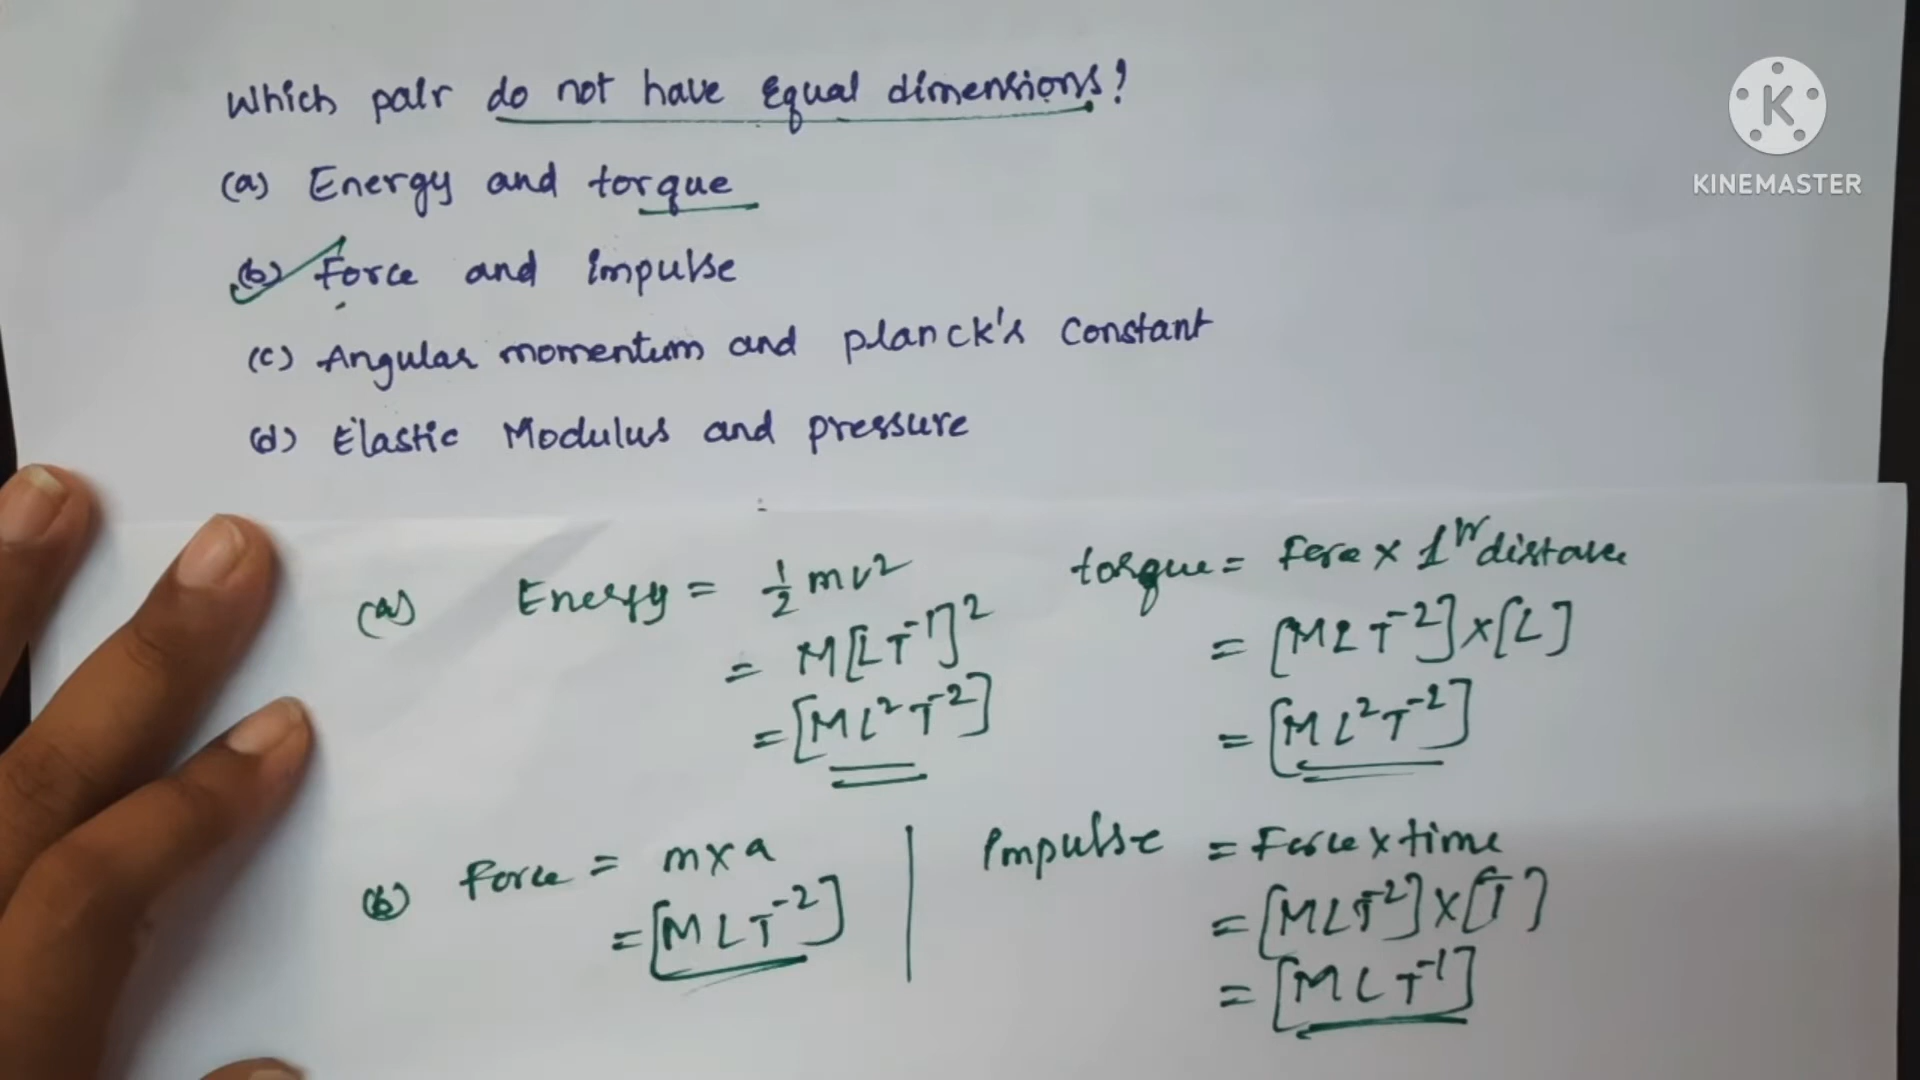 Which pair do not have Equal dimensions?
(a) Energy and torque
(b) Force and impulse
(c) Angular momentum and planck's constant
(d) Elastic Modulus and pressure
K
KINEMASTER
(a) Energy = 1/2 mv²
= M[LT⁻¹]²
= [ML²T⁻²]
torque = Force × ⊥r distance
= [MLT⁻²]×[L]
= [ML²T⁻²]
(b) Force = m×a
= [MLT⁻²]
Impulse = Force × time
= [MLT⁻²]×[T]
= [MLT⁻¹]